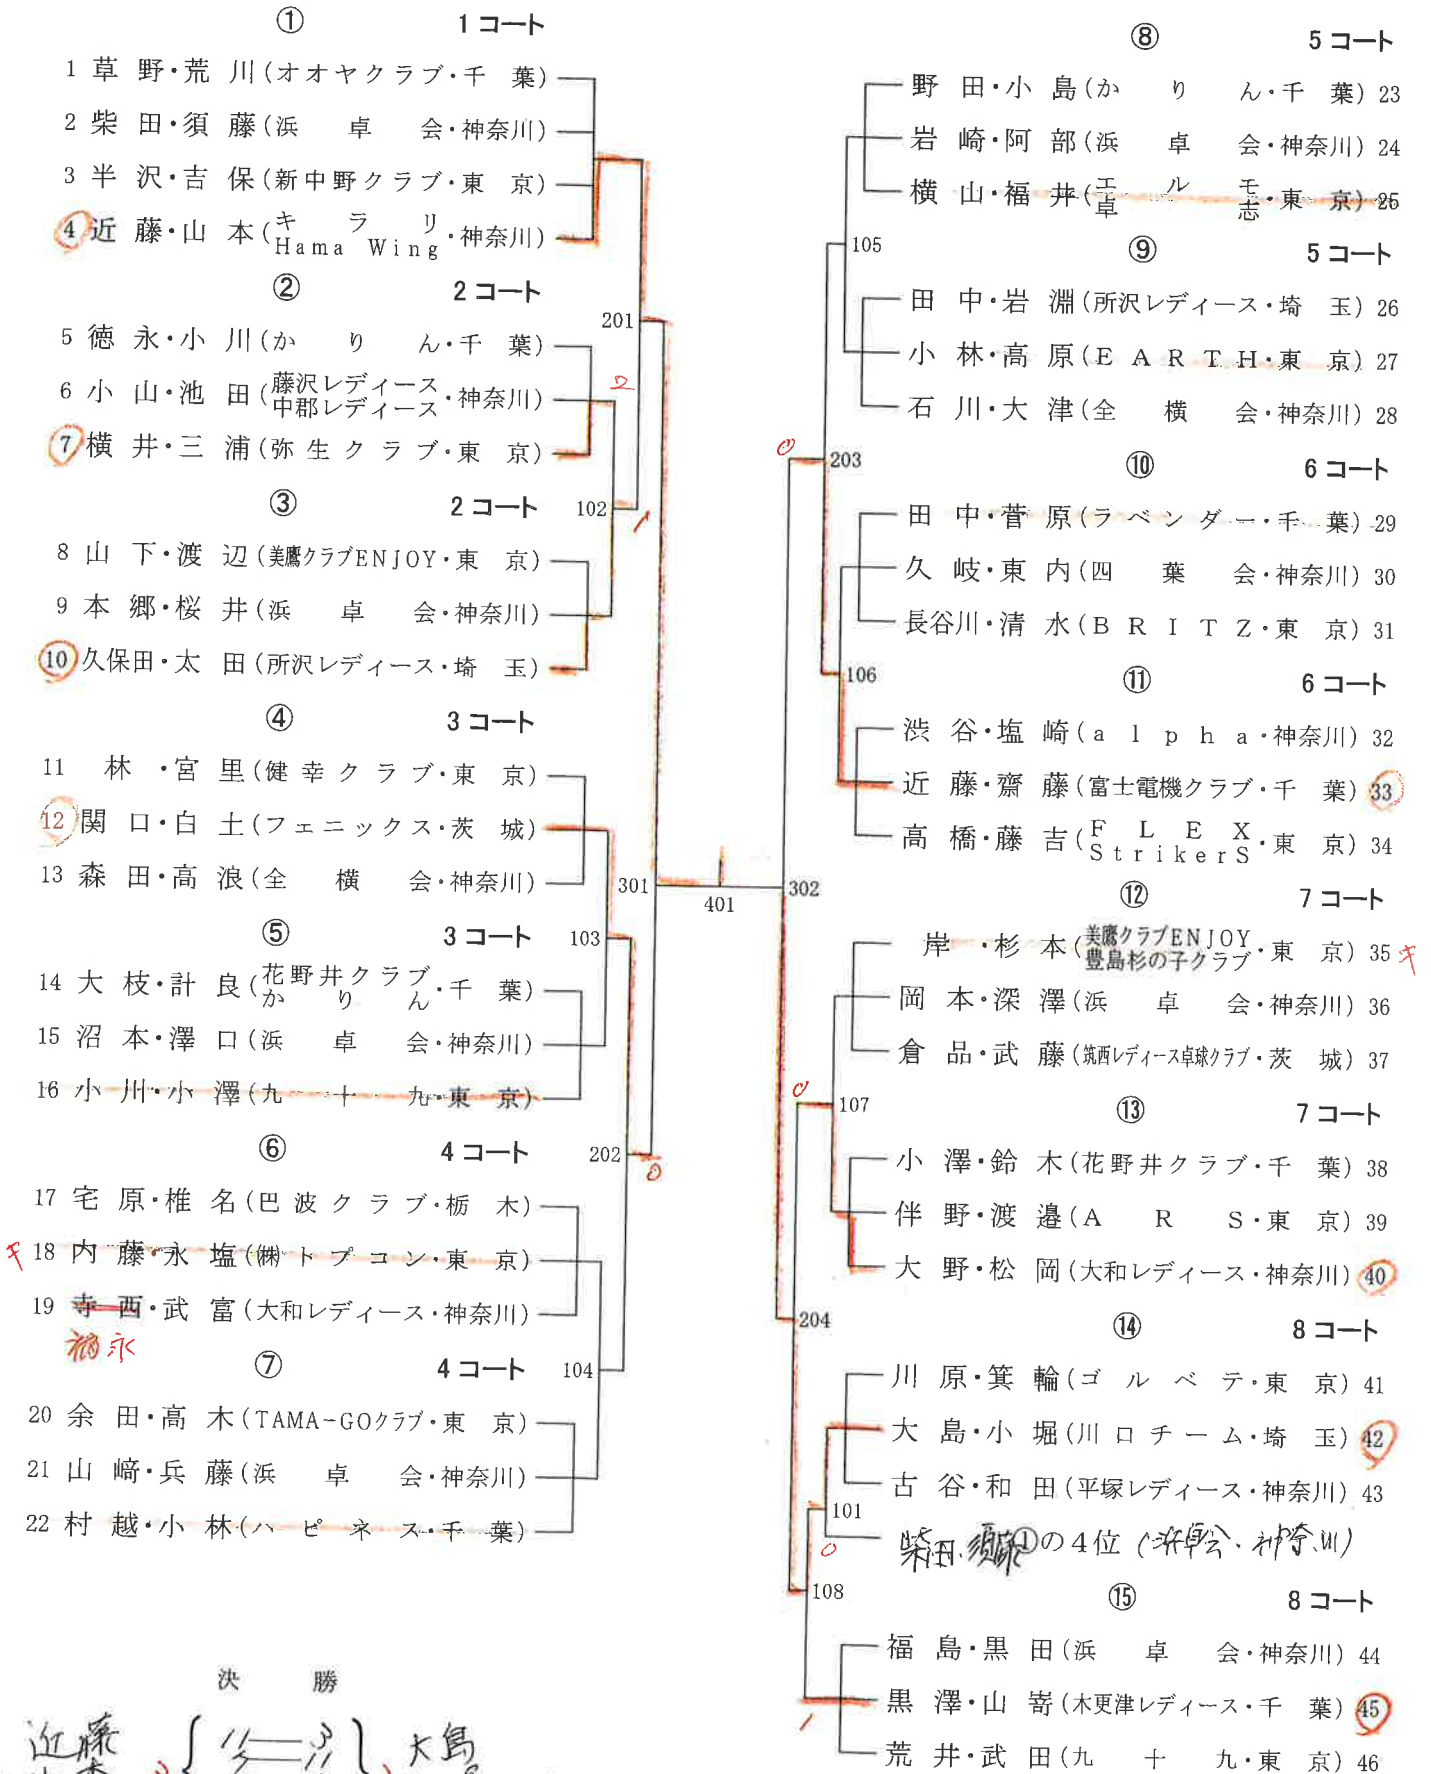 ① 1コート
1 草野・荒川(オオヤクラブ・千葉)
2 柴田・須藤(浜卓会・神奈川)
3 半沢・吉保(新中野クラブ・東京)
4 近藤・山本(キラリ Hama Wing・神奈川)
② 2コート
201
5 徳永・小川(かりん・千葉)
2
6 小山・池田(藤沢レディース 中郡レディース・神奈川)
7 横井・三浦(弥生クラブ・東京)
③ 2コート
102
1
8 山下・渡辺(美鷹クラブENJOY・東京)
9 本郷・桜井(浜卓会・神奈川)
10 久保田・太田(所沢レディース・埼玉)
④ 3コート
11 林・宮里(健幸クラブ・東京)
12 関口・白土(フェニックス・茨城)
13 森田・高浪(全横会・神奈川)
301
401
302
⑤ 3コート
103
14 大枝・計良(花野井クラブ かりん・千葉)
15 沼本・澤口(浜卓会・神奈川)
16 小川・小澤(九十九・東京)
⑥ 4コート
202
0
17 宅原・椎名(巴波クラブ・栃木)
キ 18 内藤・永塩(㈱トプコン・東京)
19 寺西・武富(大和レディース・神奈川)
福永
⑦ 4コート
104
20 余田・高木(TAMA-GOクラブ・東京)
21 山﨑・兵藤(浜卓会・神奈川)
22 村越・小林(ハピネス・千葉)
決勝
近藤
11 3
大島
11
⑧ 5コート
野田・小島(かりん・千葉) 23
岩崎・阿部(浜卓会・神奈川) 24
横山・福井(エルモ 卓志・東京) 25
105
⑨ 5コート
田中・岩淵(所沢レディース・埼玉) 26
小林・高原(EARTH・東京) 27
石川・大津(全横会・神奈川) 28
0
203
⑩ 6コート
田中・菅原(ラベンダー・千葉) 29
久岐・東内(四葉会・神奈川) 30
長谷川・清水(BRITZ・東京) 31
106
⑪ 6コート
渋谷・塩崎(alpha・神奈川) 32
近藤・齋藤(富士電機クラブ・千葉) 33
高橋・藤吉(FLEX StrikerS・東京) 34
⑫ 7コート
岸・杉本(美鷹クラブENJOY 豊島杉の子クラブ・東京) 35 キ
岡本・深澤(浜卓会・神奈川) 36
倉品・武藤(筑西レディース卓球クラブ・茨城) 37
0
107
⑬ 7コート
小澤・鈴木(花野井クラブ・千葉) 38
伴野・渡邉(ARS・東京) 39
大野・松岡(大和レディース・神奈川) 40
204
⑭ 8コート
川原・箕輪(ゴルベテ・東京) 41
大島・小堀(川口チーム・埼玉) 42
古谷・和田(平塚レディース・神奈川) 43
101
0
柴田・須藤 ①の4位 (浜卓会・神奈川)
108
⑮ 8コート
福島・黒田(浜卓会・神奈川) 44
黒澤・山嵜(木更津レディース・千葉) 45
1
荒井・武田(九十九・東京) 46